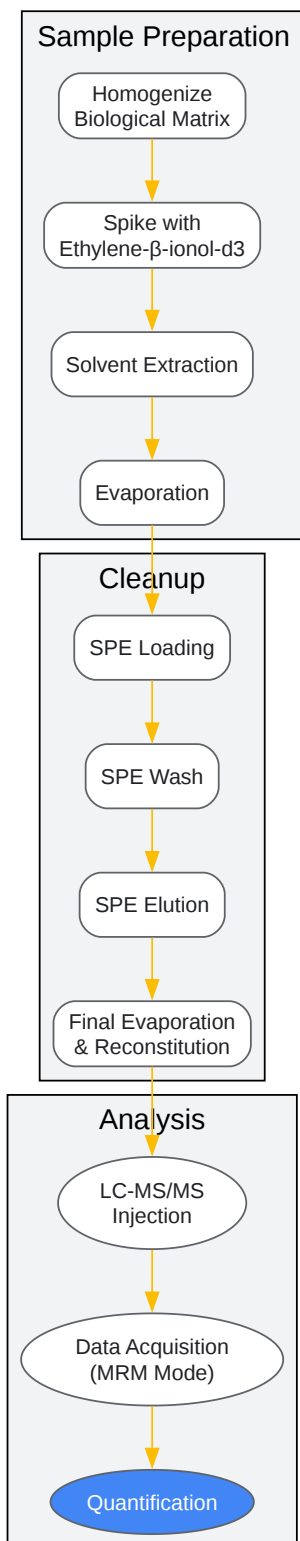 Sample Preparation
Homogenize
Biological Matrix
Spike with
Ethylene-β-ionol-d3
Solvent Extraction
Evaporation
Cleanup
SPE Loading
SPE Wash
SPE Elution
Final Evaporation
& Reconstitution
Analysis
LC-MS/MS
Injection
Data Acquisition
(MRM Mode)
Quantification